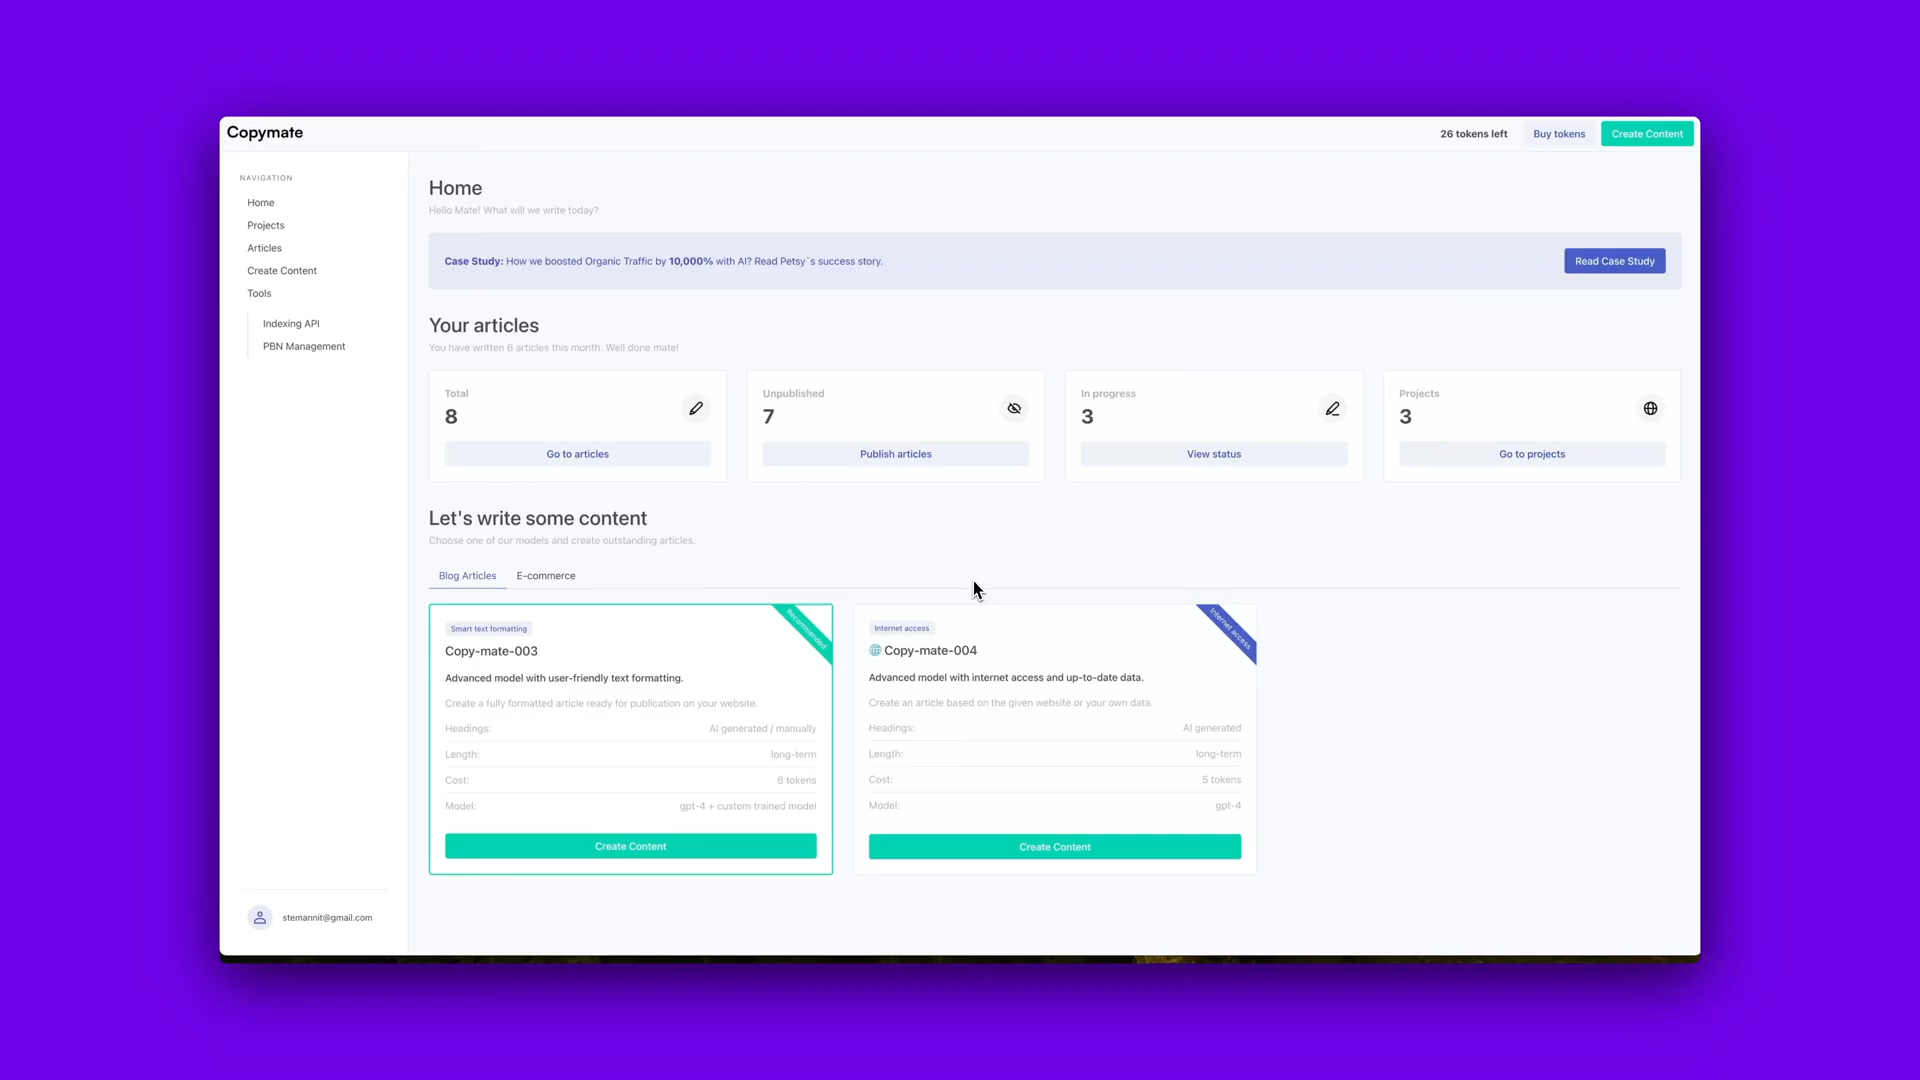 Copymate
26 tokens left
Buy tokens
Create Content
NAVIGATION
Home
Projects
Articles
Create Content
Tools
Indexing API
PBN Management
stemannit@gmail.com
Home
Hello Mate! What will we write today?
Case Study: How we boosted Organic Traffic by 10,000% with AI? Read Petsy`s success story.
Read Case Study
Your articles
You have written 6 articles this month. Well done mate!
Total
8
Go to articles
Unpublished
7
Publish articles
In progress
3
View status
Projects
3
Go to projects
Let's write some content
Choose one of our models and create outstanding articles.
Blog Articles
E-commerce
Recommended
Smart text formatting
Copy-mate-003
Advanced model with user-friendly text formatting.
Create a fully formatted article ready for publication on your website.
Headings: AI generated / manually
Length: long-term
Cost: 6 tokens
Model: gpt-4 + custom trained model
Create Content
Internet access
Internet access
Copy-mate-004
Advanced model with internet access and up-to-date data.
Create an article based on the given website or your own data.
Headings: AI generated
Length: long-term
Cost: 5 tokens
Model: gpt-4
Create Content